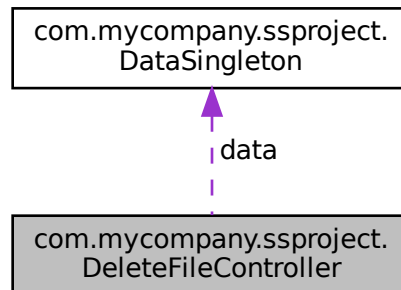 com.mycompany.ssproject.
DataSingleton
data
com.mycompany.ssproject.
DeleteFileController